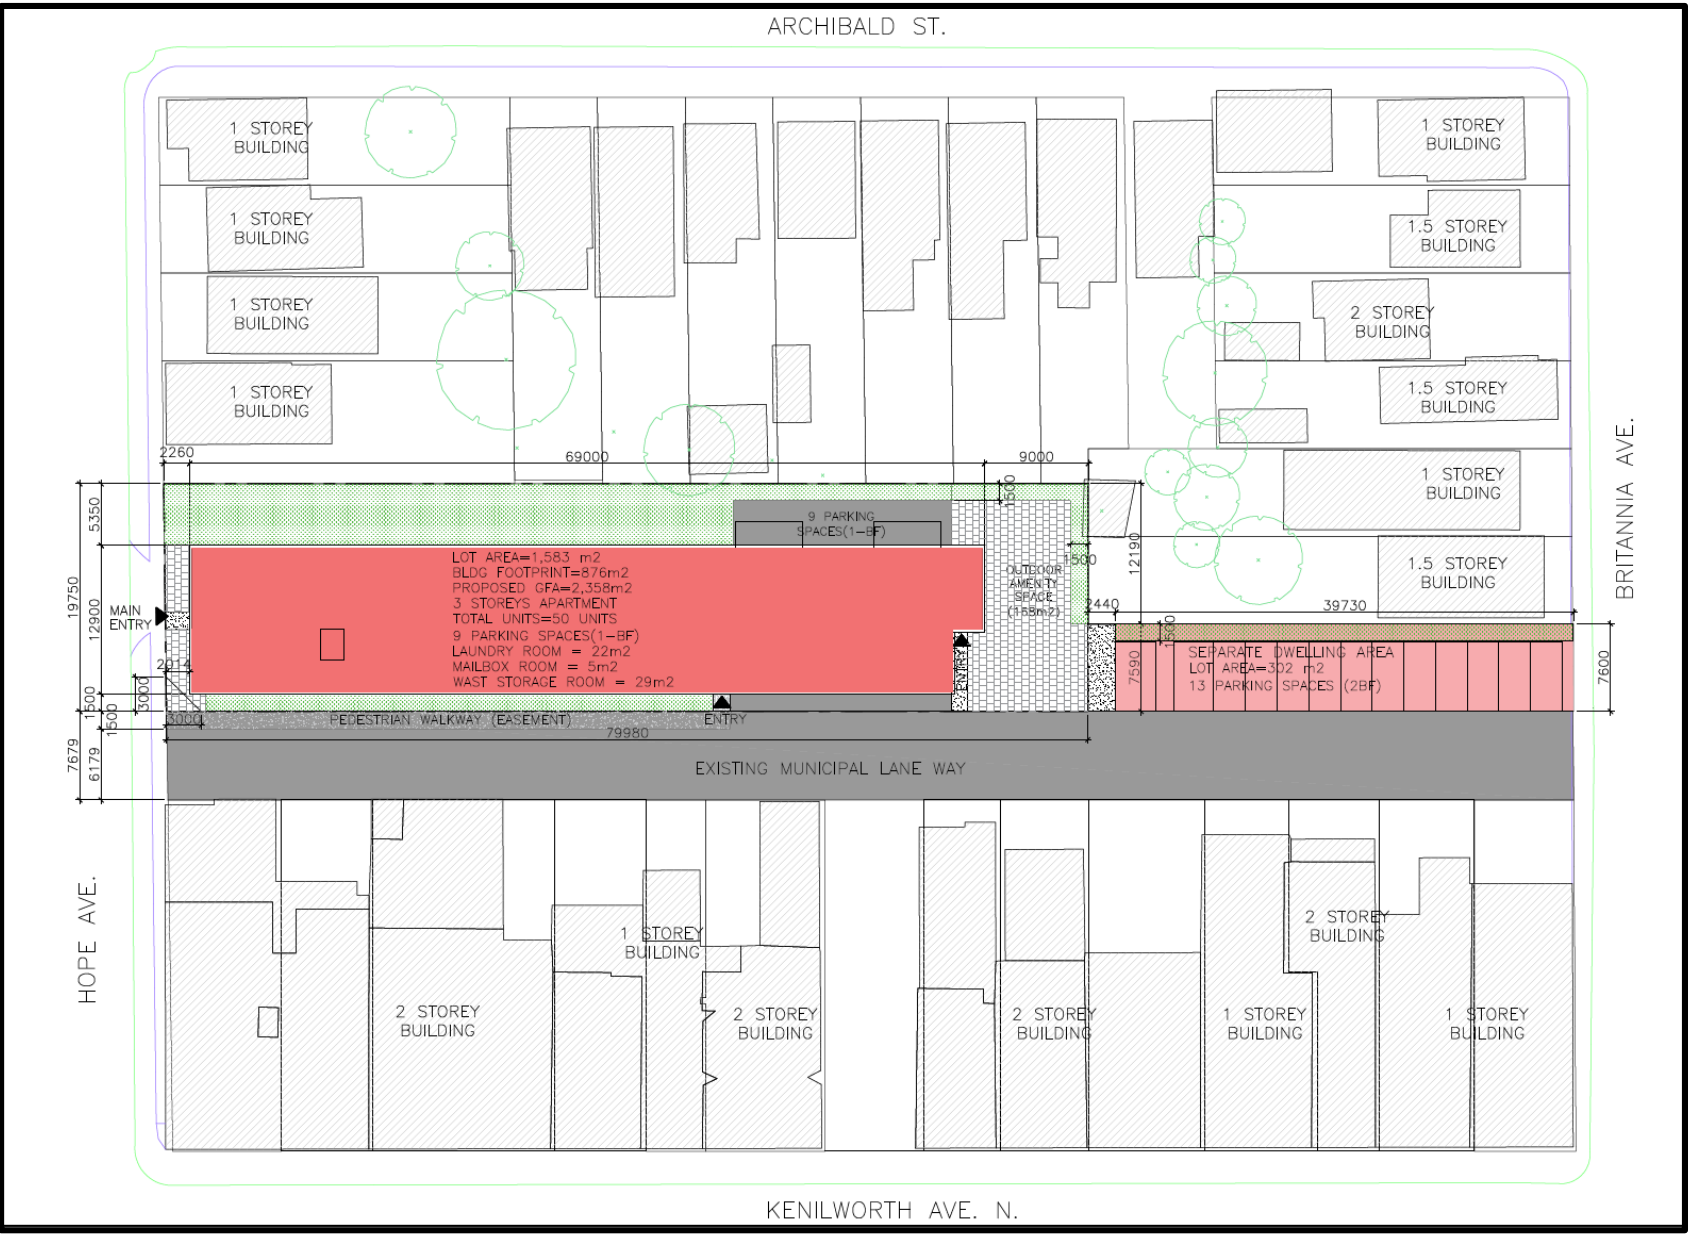 ARCHIBALD ST.
1 STOREY
BUILDING
1 STOREY
BUILDING
1 STOREY
BUILDING
1.5 STOREY
BUILDING
1 STOREY
BUILDING
2 STOREY
BUILDING
1 STOREY
BUILDING
1.5 STOREY
BUILDING
BRITANNIA AVE.
2260
69000
9000
1 STOREY
BUILDING
1500
5350
9 PARKING
SPACES(1-BF)
12190
1500
1.5 STOREY
BUILDING
19750
12900
LOT AREA=1,583 m2
BLDG FOOTPRINT=876m2
PROPOSED GFA=2,358m2
3 STOREYS APARTMENT
TOTAL UNITS=50 UNITS
9 PARKING SPACES(1-BF)
LAUNDRY ROOM = 22m2
MAILBOX ROOM = 5m2
WAST STORAGE ROOM = 29m2
OUTDOOR
AMENITY
SPACE
(158m2)
MAIN
ENTRY
2440
39730
1500
ENTRY
2014
3000
1500
SEPARATE DWELLING AREA
LOT AREA=302 m2
13 PARKING SPACES (2BF)
7590
7600
1500
3000
PEDESTRIAN WALKWAY (EASEMENT)
ENTRY
79980
7679
6179
EXISTING MUNICIPAL LANE WAY
HOPE AVE.
1 STOREY
BUILDING
2 STOREY
BUILDING
2 STOREY
BUILDING
2 STOREY
BUILDING
2 STOREY
BUILDING
1 STOREY
BUILDING
1 STOREY
BUILDING
KENILWORTH AVE. N.